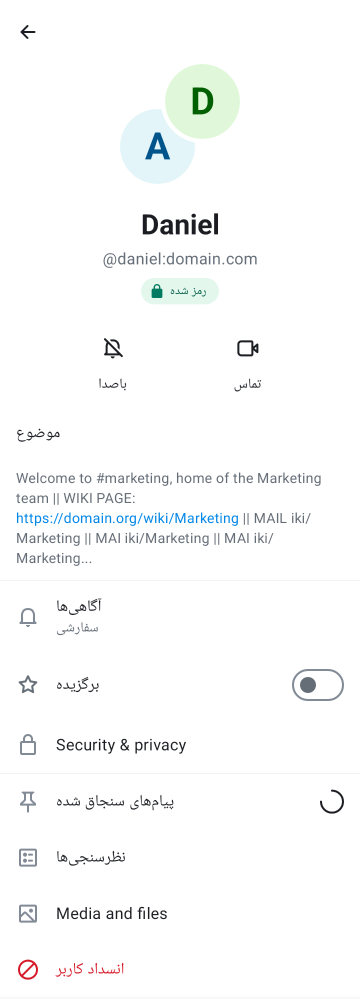 D
A
Daniel
@daniel:domain.com
رمز شده
باصدا
تماس
موضوع
Welcome to #marketing, home of the Marketing
team || WIKI PAGE:
https://domain.org/wiki/Marketing || MAIL iki/
Marketing || MAI iki/Marketing || MAI iki/
Marketing...
آگاهی‌ها
سفارشی
برگزیده
Security & privacy
پیام‌های سنجاق شده
نظرسنجی‌ها
Media and files
انسداد کاربر